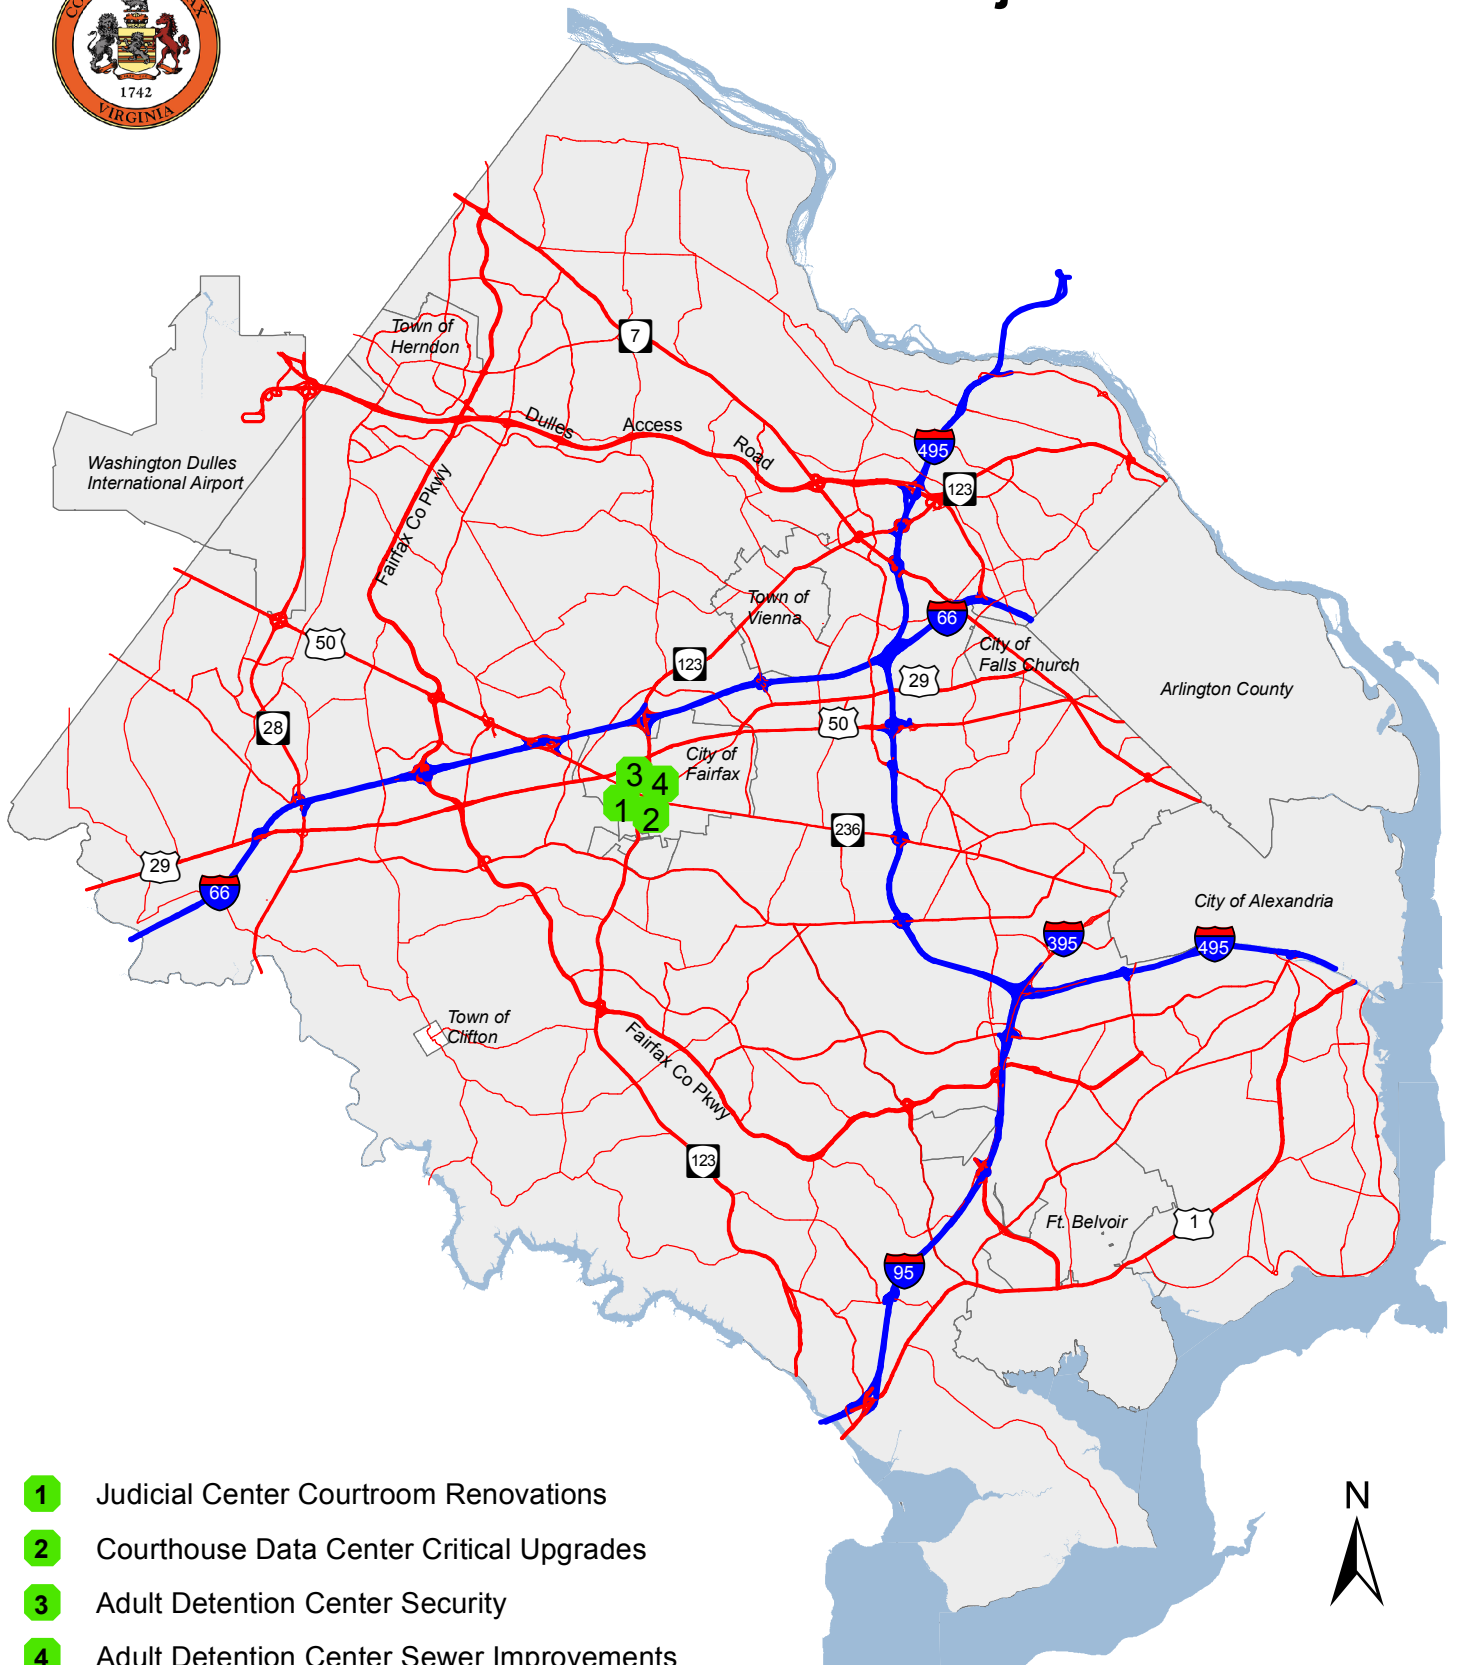 1742
VIRGINIA
Town of
Herndon
7
Dulles Access Road
495
123
Washington Dulles
International Airport
Fairfax Co Pkwy
Town of
Vienna
66
50
City of
Falls Church
123
29
Arlington County
28
50
City of
Fairfax
3
4
1
2
236
29
66
City of Alexandria
395
495
Town of
Clifton
Fairfax Co Pkwy
123
Ft. Belvoir
1
95
N
1 Judicial Center Courtroom Renovations
2 Courthouse Data Center Critical Upgrades
3 Adult Detention Center Security
4 Adult Detention Center Sewer Improvements